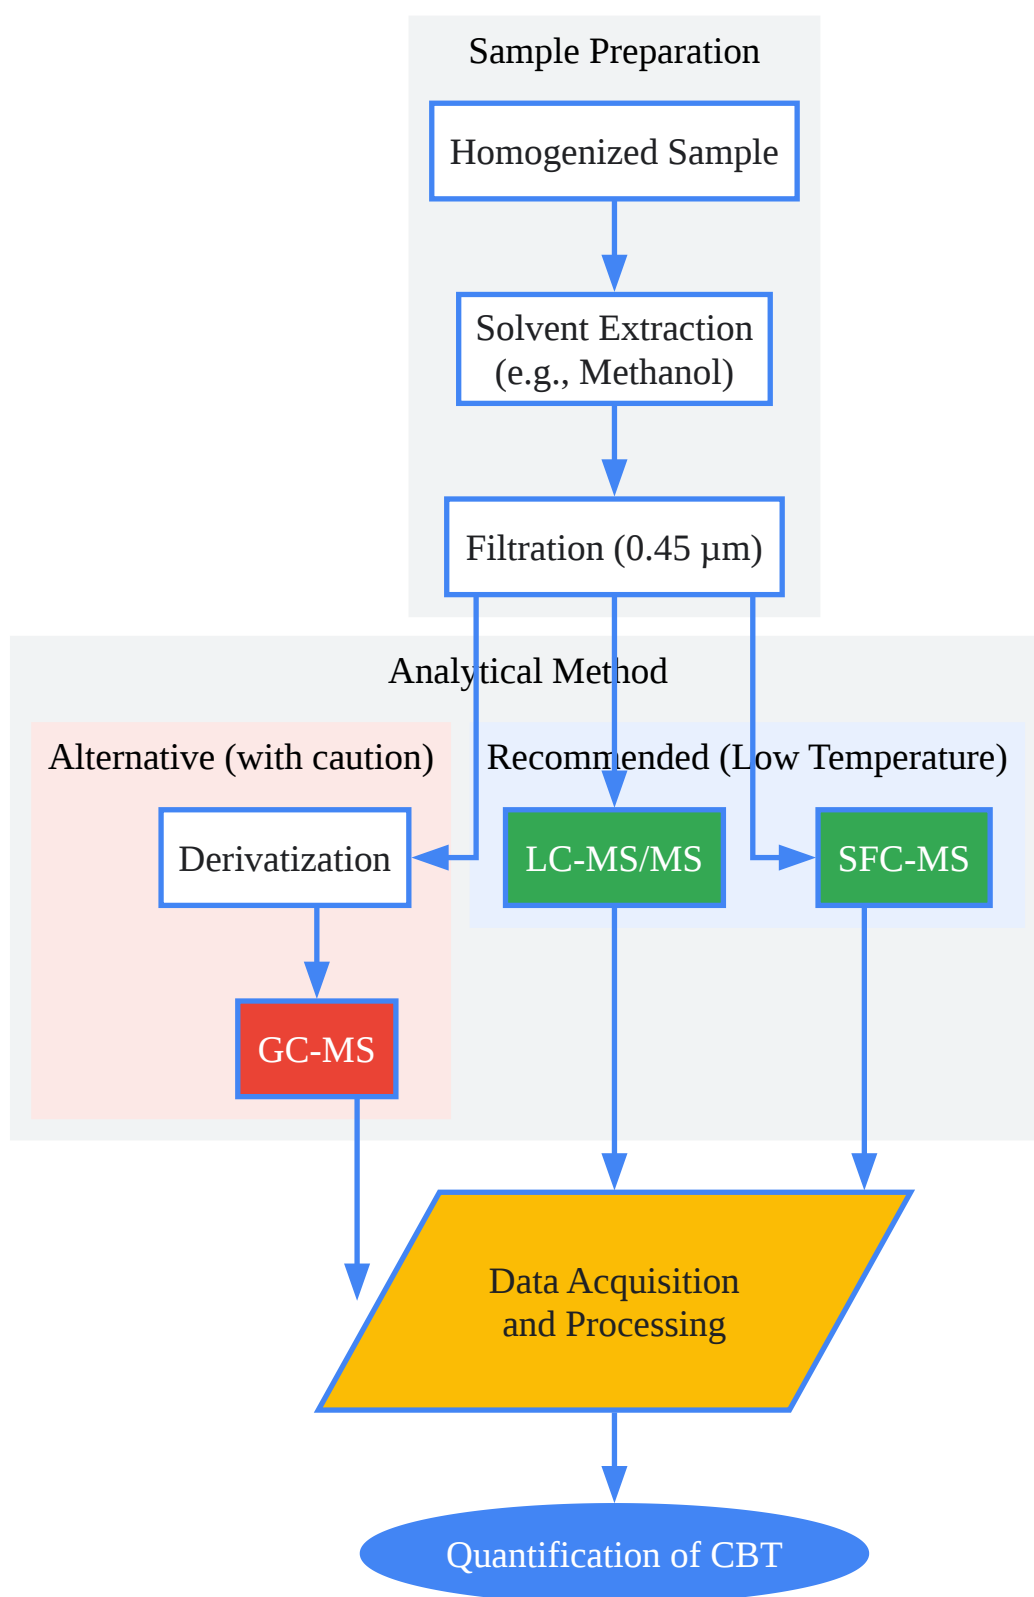 Sample Preparation
Homogenized Sample
Solvent Extraction
(e.g., Methanol)
Filtration (0.45 µm)
Analytical Method
Alternative (with caution)
Recommended (Low Temperature)
Derivatization
LC-MS/MS
SFC-MS
GC-MS
Data Acquisition
and Processing
Quantification of CBT